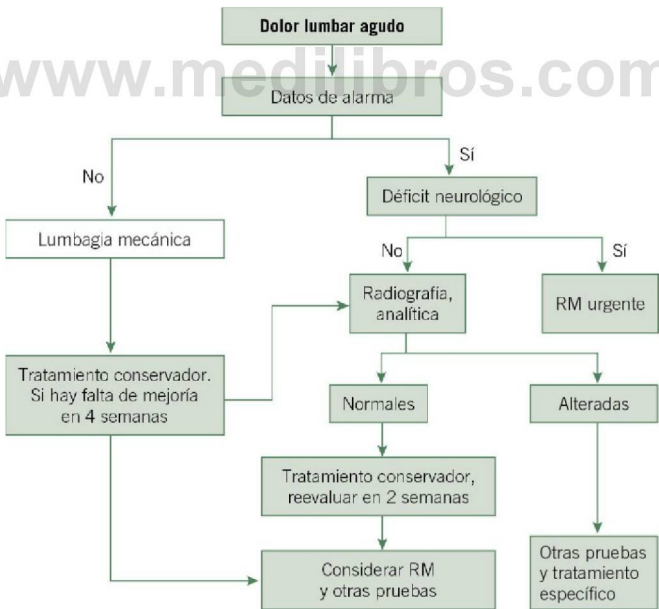 Dolor lumbar agudo
www.medilibros.com
Datos de alarma
No
Sí
Déficit neurológico
Lumbagia mecánica
No
Sí
Radiografía,
analítica
RM urgente
Tratamiento conservador.
Si hay falta de mejoría
en 4 semanas
Normales
Alteradas
Tratamiento conservador,
reevaluar en 2 semanas
Otras pruebas
y tratamiento
específico
Considerar RM
y otras pruebas